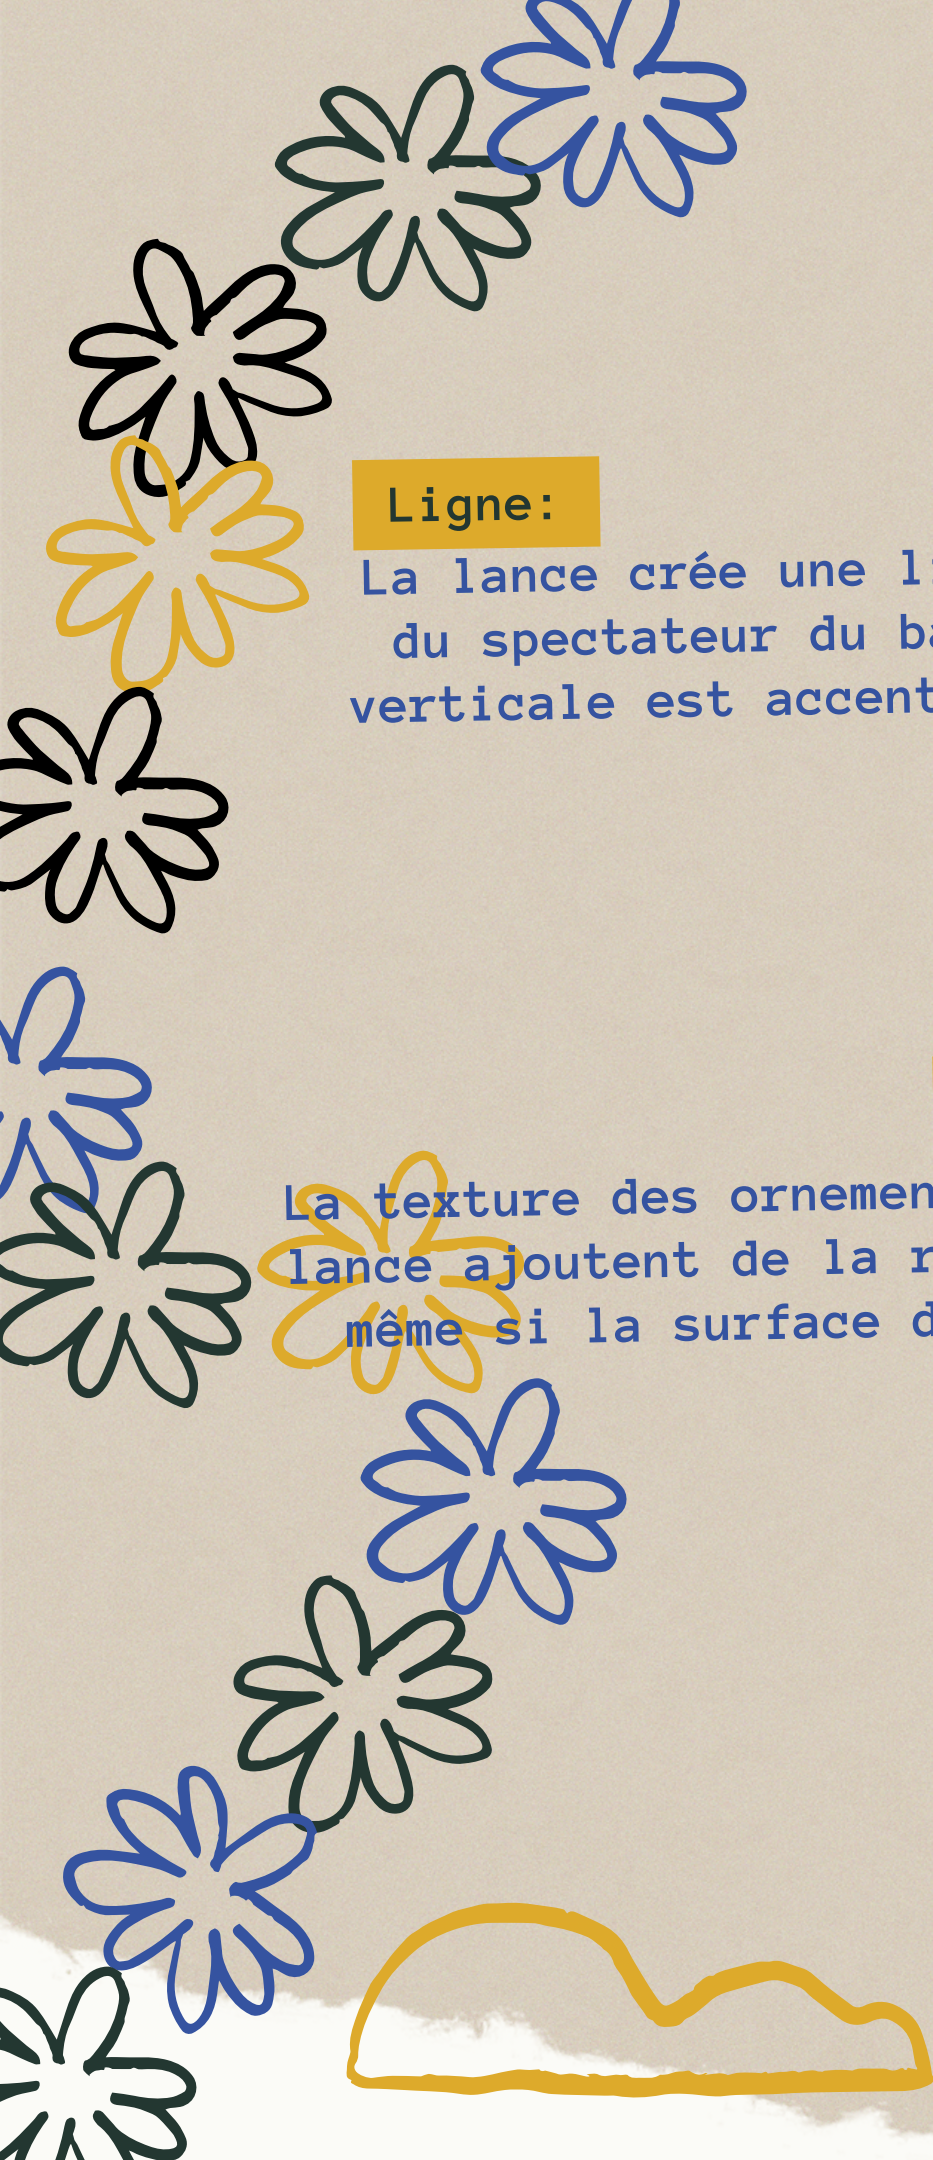 Ligne:
La lance crée une
du spectateur du
verticale est
La texture des
lance ajoutent de la
même si la surface